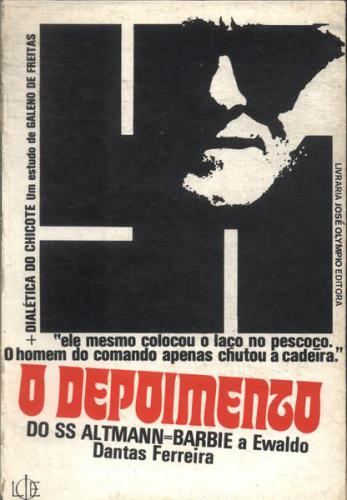 + DIALÉTICA DO CHICOTE Um estudo de GALENO DE FREITAS
LIVRARIA JOSÉ OLYMPIO EDITORA
"ele mesmo colocou o laço no pescoço.
O homem do comando apenas chutou a cadeira."
O DEPOIMENTO
DO SS ALTMANN=BARBIE a Ewaldo
Dantas Ferreira